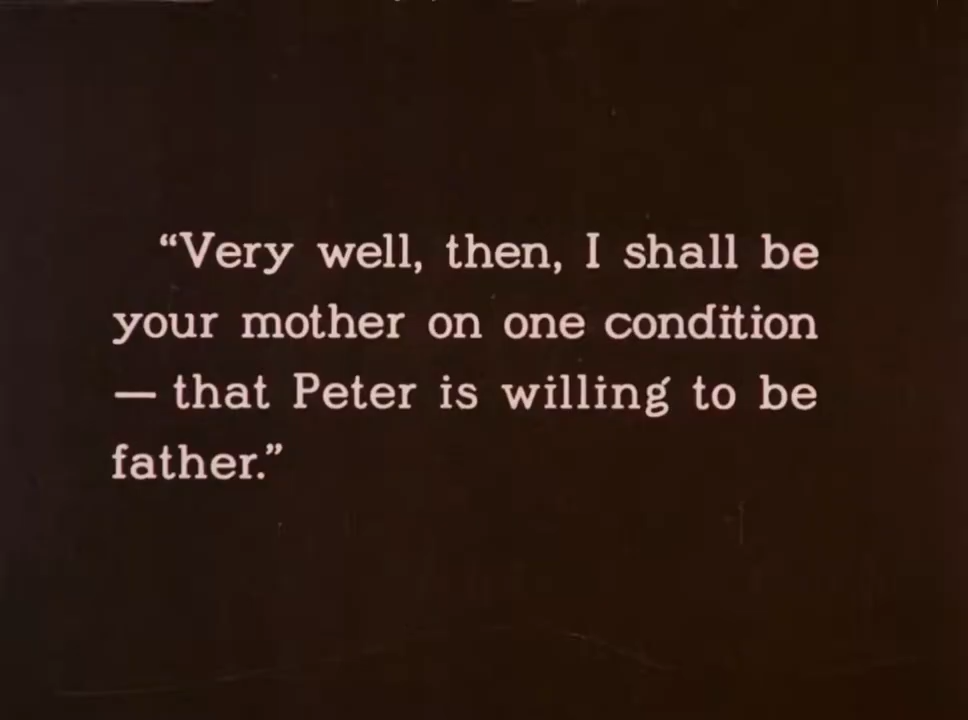 “Very well, then, I shall be
your mother on one condition
— that Peter is willing to be
father.”